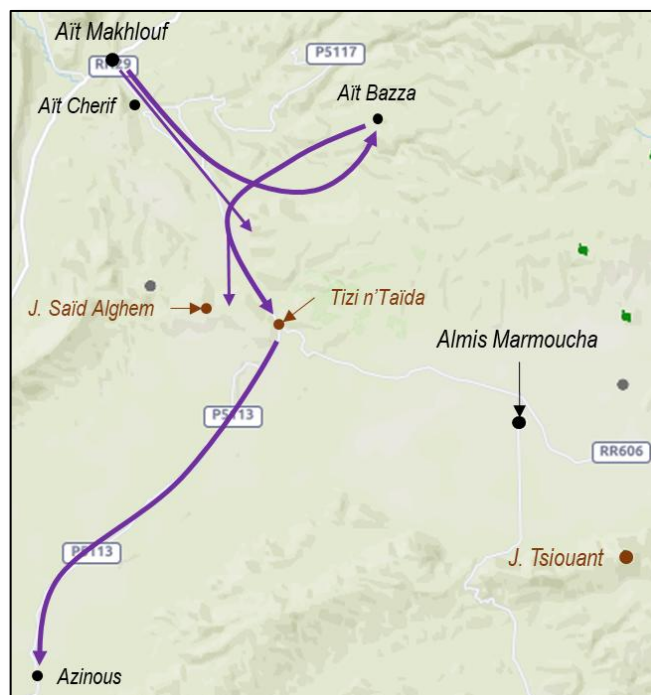 Aït Makhlouf
P5117
Aït Cherif
Aït Bazza
J. Saïd Alghem
Tizi n'Taïda
Almis Marmoucha
P5113
RR606
P5113
J. Tsiouant
Azinous